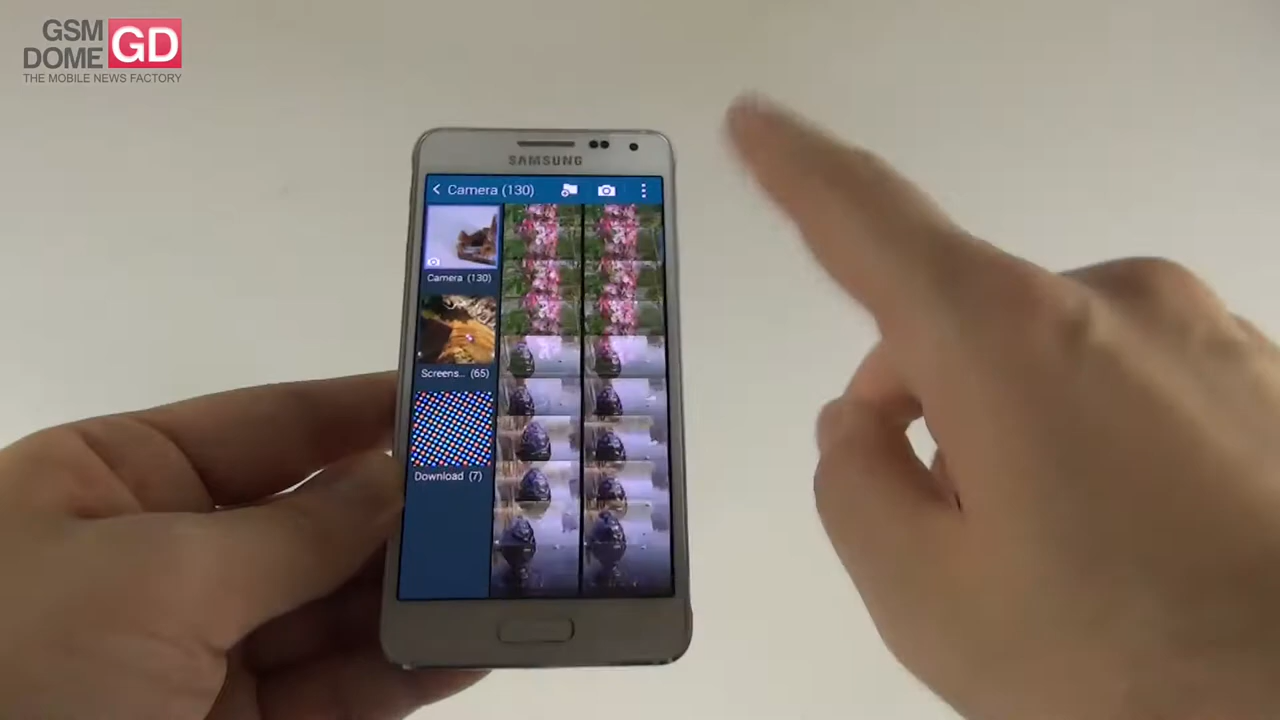 GSM
DOME
GD
THE MOBILE NEWS FACTORY
SAMSUNG
Camera (130)
Camera (130)
Screens... (65)
Download (7)